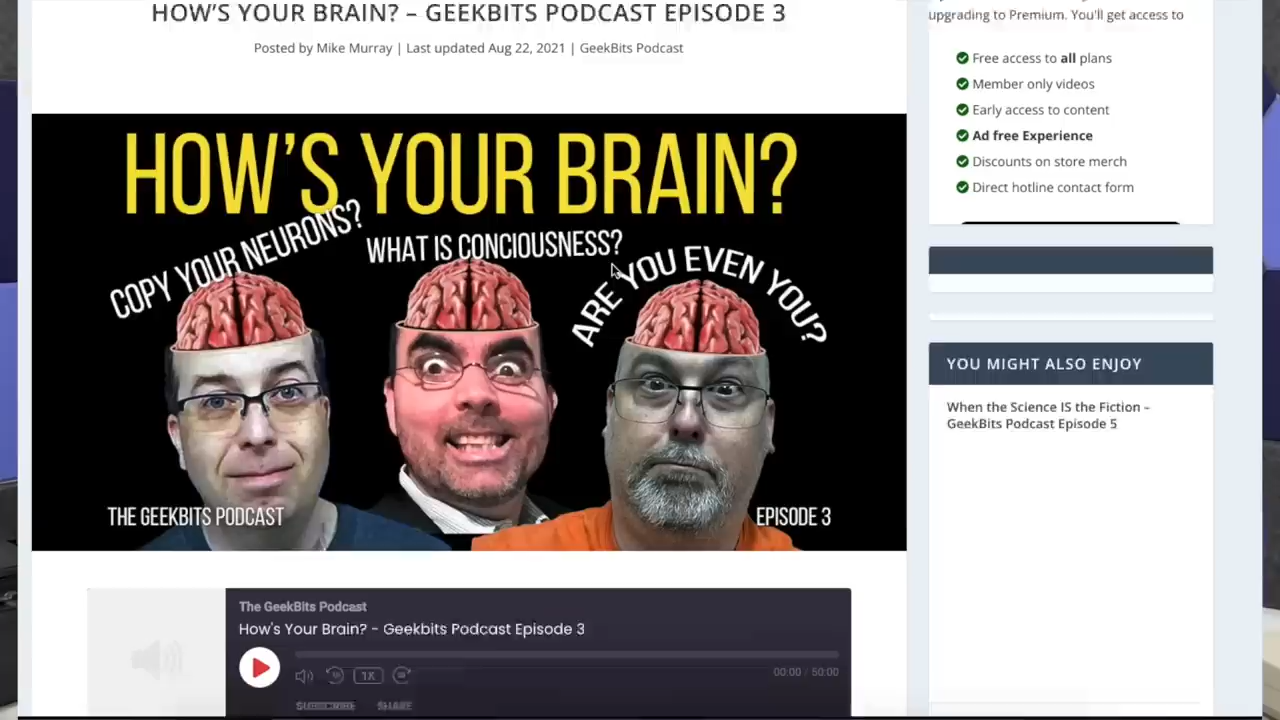 HOW'S YOUR BRAIN? – GEEKBITS PODCAST EPISODE 3
Posted by Mike Murray | Last updated Aug 22, 2021 | GeekBits Podcast
HOW'S YOUR BRAIN?
COPY YOUR NEURONS?
WHAT IS CONCIOUSNESS?
ARE YOU EVEN YOU?
THE GEEKBITS PODCAST
EPISODE 3
The GeekBits Podcast
How's Your Brain? - Geekbits Podcast Episode 3
1X
00:00 / 50:00
SUBSCRIBE
SHARE
upgrading to Premium. You'll get access to
Free access to all plans
Member only videos
Early access to content
Ad free Experience
Discounts on store merch
Direct hotline contact form
YOU MIGHT ALSO ENJOY
When the Science IS the Fiction –
GeekBits Podcast Episode 5